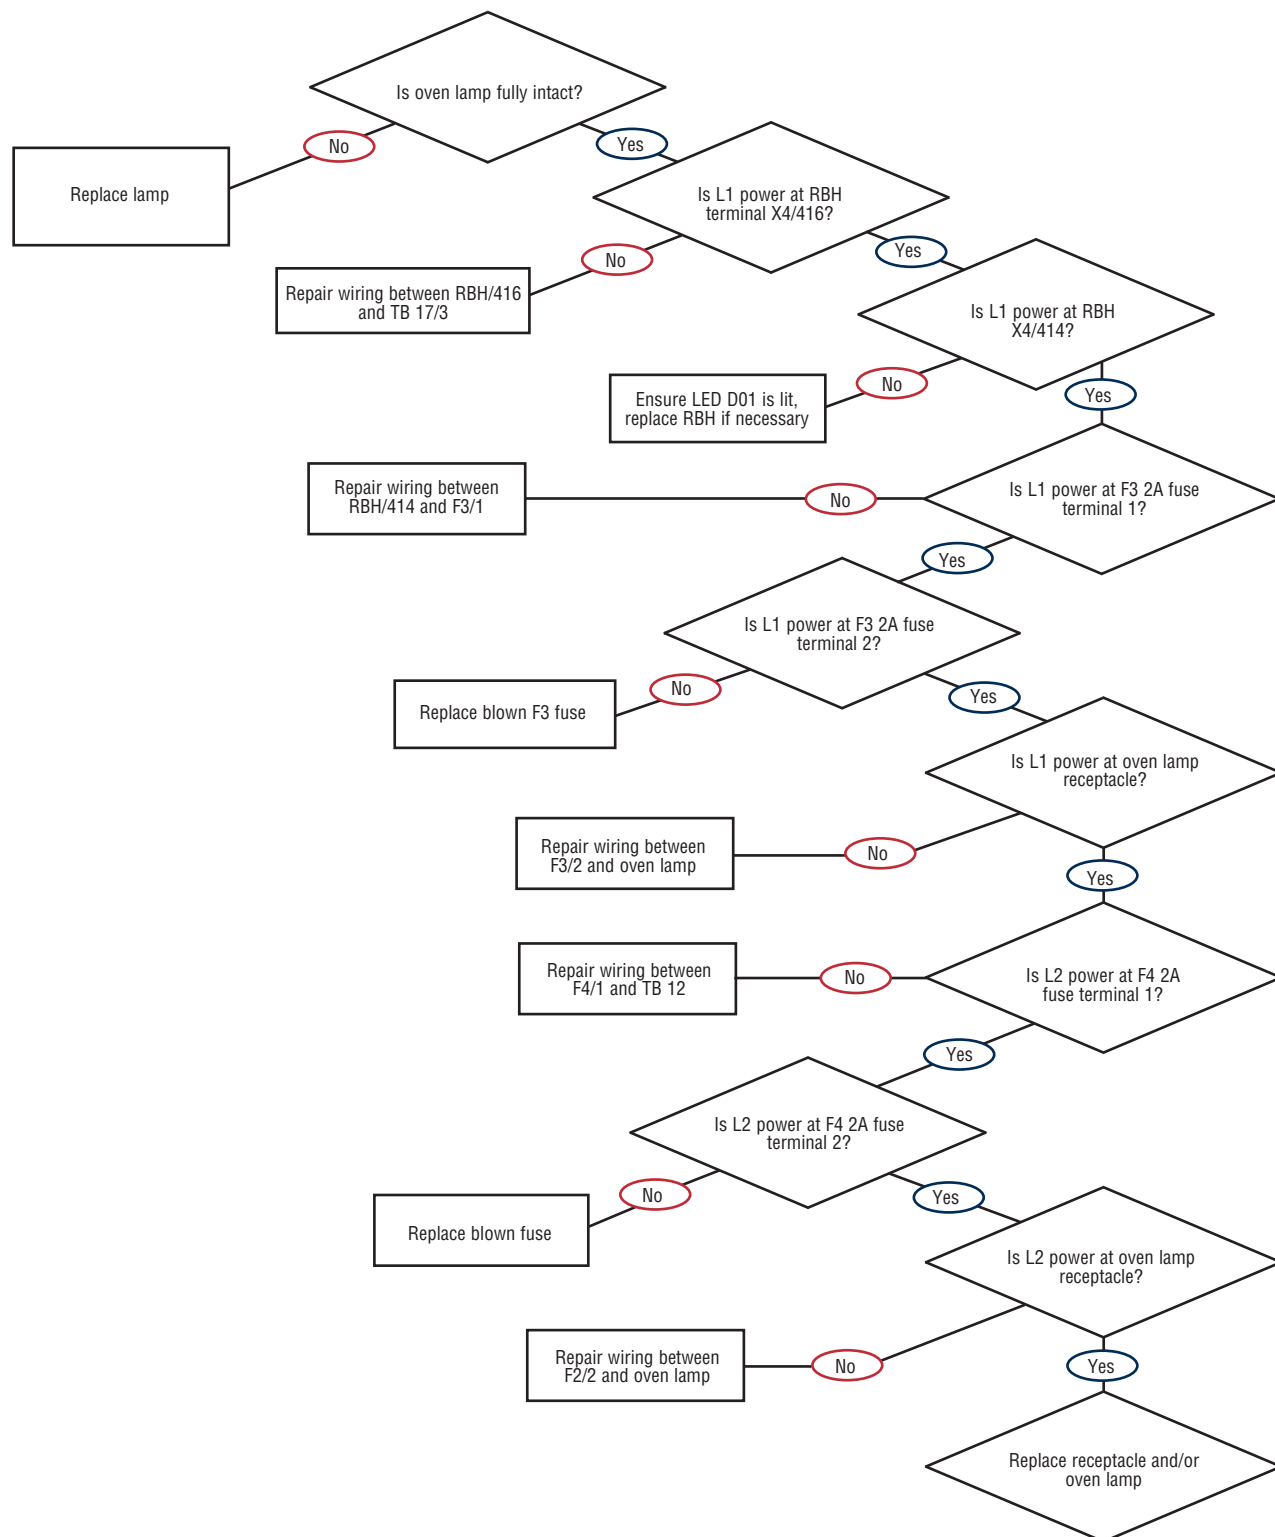 Is oven lamp fully intact?
No
Yes
Replace lamp
Is L1 power at RBH
terminal X4/416?
No
Yes
Repair wiring between RBH/416
and TB 17/3
Is L1 power at RBH
X4/414?
No
Yes
Ensure LED D01 is lit,
replace RBH if necessary
Is L1 power at F3 2A fuse
terminal 1?
No
Repair wiring between
RBH/414 and F3/1
Yes
Is L1 power at F3 2A fuse
terminal 2?
No
Yes
Replace blown F3 fuse
Is L1 power at oven lamp
receptacle?
No
Repair wiring between
F3/2 and oven lamp
Yes
Is L2 power at F4 2A
fuse terminal 1?
No
Repair wiring between
F4/1 and TB 12
Yes
Is L2 power at F4 2A fuse
terminal 2?
No
Yes
Replace blown fuse
Is L2 power at oven lamp
receptacle?
No
Repair wiring between
F2/2 and oven lamp
Yes
Replace receptacle and/or
oven lamp